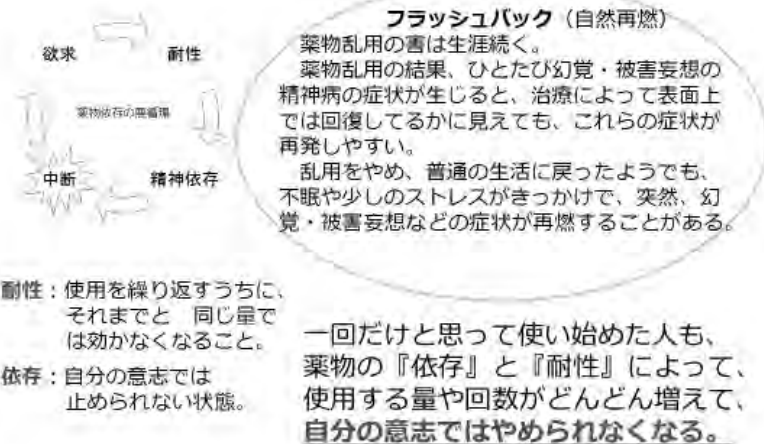 欲求
耐性
薬物依存の悪循環
中断
精神依存
フラッシュバック（自然再燃）
薬物乱用の害は生涯続く。
薬物乱用の結果、ひとたび幻覚・被害妄想の
精神病の症状が生じると、治療によって表面上
では回復してるかに見えても、これらの症状が
再発しやすい。
乱用をやめ、普通の生活に戻ったようでも、
不眠や少しのストレスがきっかけで、突然、幻
覚・被害妄想などの症状が再燃することがある。
耐性：使用を繰り返すうちに、
それまでと　同じ量で
は効かなくなること。
依存：自分の意志では
止められない状態。
一回だけと思って使い始めた人も、
薬物の『依存』と『耐性』によって、
使用する量や回数がどんどん増えて、
自分の意志ではやめられなくなる。